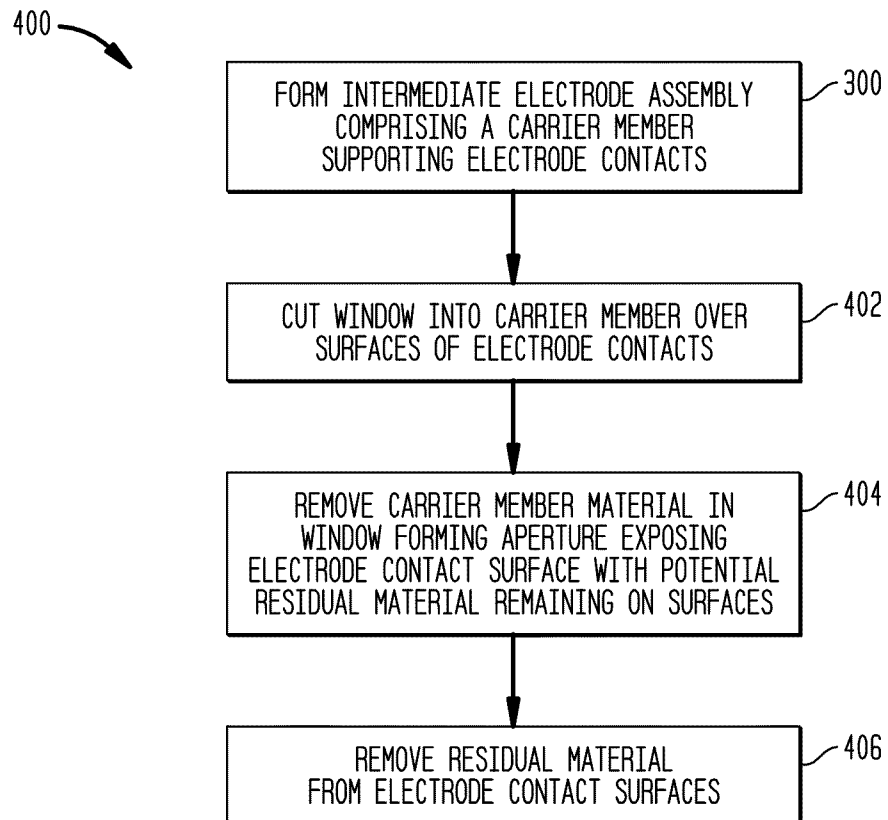 400
FORM INTERMEDIATE ELECTRODE ASSEMBLY
COMPRISING A CARRIER MEMBER
SUPPORTING ELECTRODE CONTACTS
300
CUT WINDOW INTO CARRIER MEMBER OVER
SURFACES OF ELECTRODE CONTACTS
402
REMOVE CARRIER MEMBER MATERIAL IN
WINDOW FORMING APERTURE EXPOSING
ELECTRODE CONTACT SURFACE WITH POTENTIAL
RESIDUAL MATERIAL REMAINING ON SURFACES
404
REMOVE RESIDUAL MATERIAL
FROM ELECTRODE CONTACT SURFACES
406